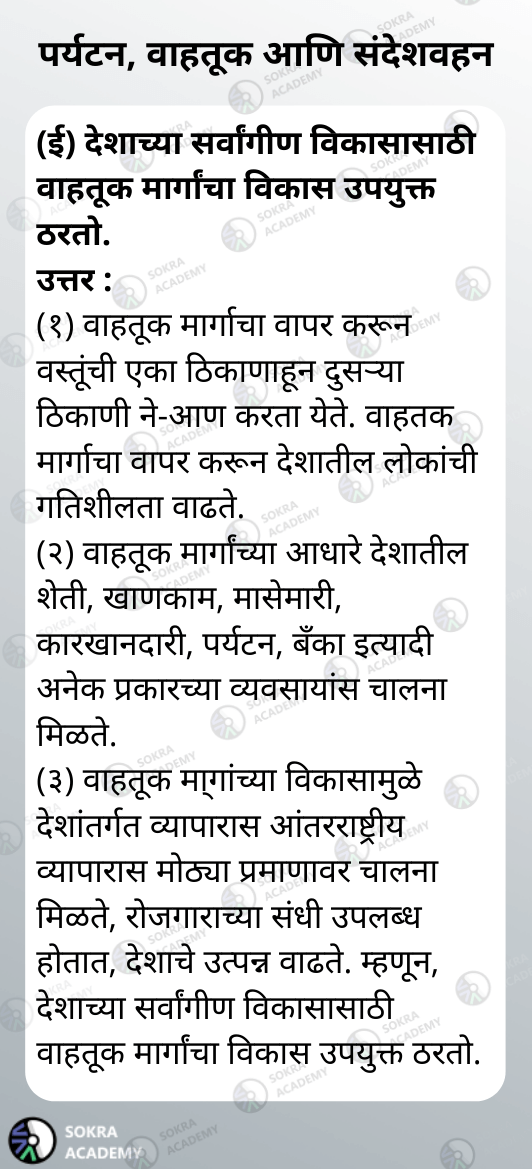 पर्यटन, वाहतूक आणि संदेशवहन
(ई) देशाच्या सर्वांगीण विकासासाठी
वाहतूक मार्गांचा विकास उपयुक्त
ठरतो.
उत्तर :
(१) वाहतूक मार्गाचा वापर करून
वस्तूंची एका ठिकाणाहून दुसऱ्या
ठिकाणी ने-आण करता येते. वाहतक
मार्गाचा वापर करून देशातील लोकांची
गतिशीलता वाढते.
(२) वाहतूक मार्गांच्या आधारे देशातील
शेती, खाणकाम, मासेमारी,
कारखानदारी, पर्यटन, बँका इत्यादी
अनेक प्रकारच्या व्यवसायांस चालना
मिळते.
(३) वाहतूक मा्गांच्या विकासामुळे
देशांतर्गत व्यापारास आंतरराष्ट्रीय
व्यापारास मोठ्या प्रमाणावर चालना
मिळते, रोजगाराच्या संधी उपलब्ध
होतात, देशाचे उत्पन्न वाढते. म्हणून,
देशाच्या सर्वांगीण विकासासाठी
वाहतूक मार्गांचा विकास उपयुक्त ठरतो.
SOKRA
ACADEMY